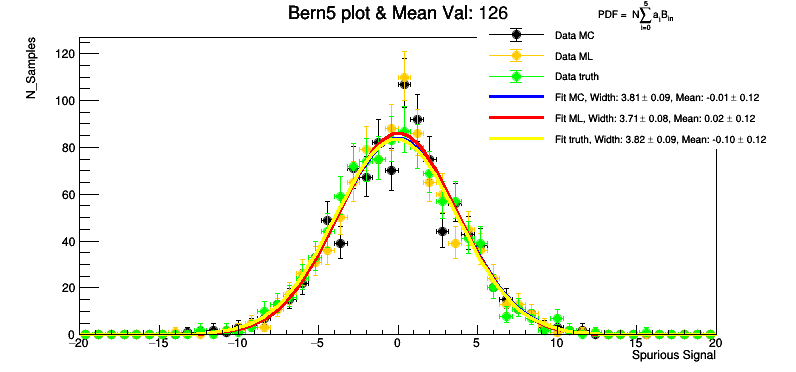 Bern5 plot & Mean Val: 126
PDF = N∑ a_i B_in
5
i=0
N_Samples
Data MC
Data ML
Data truth
Fit MC, Width: 3.81 ± 0.09, Mean: -0.01 ± 0.12
Fit ML, Width: 3.71 ± 0.08, Mean: 0.02 ± 0.12
Fit truth, Width: 3.82 ± 0.09, Mean: -0.10 ± 0.12
120
100
80
60
40
20
0
−20 −15 −10 −5 0 5 10 15 20
Spurious Signal